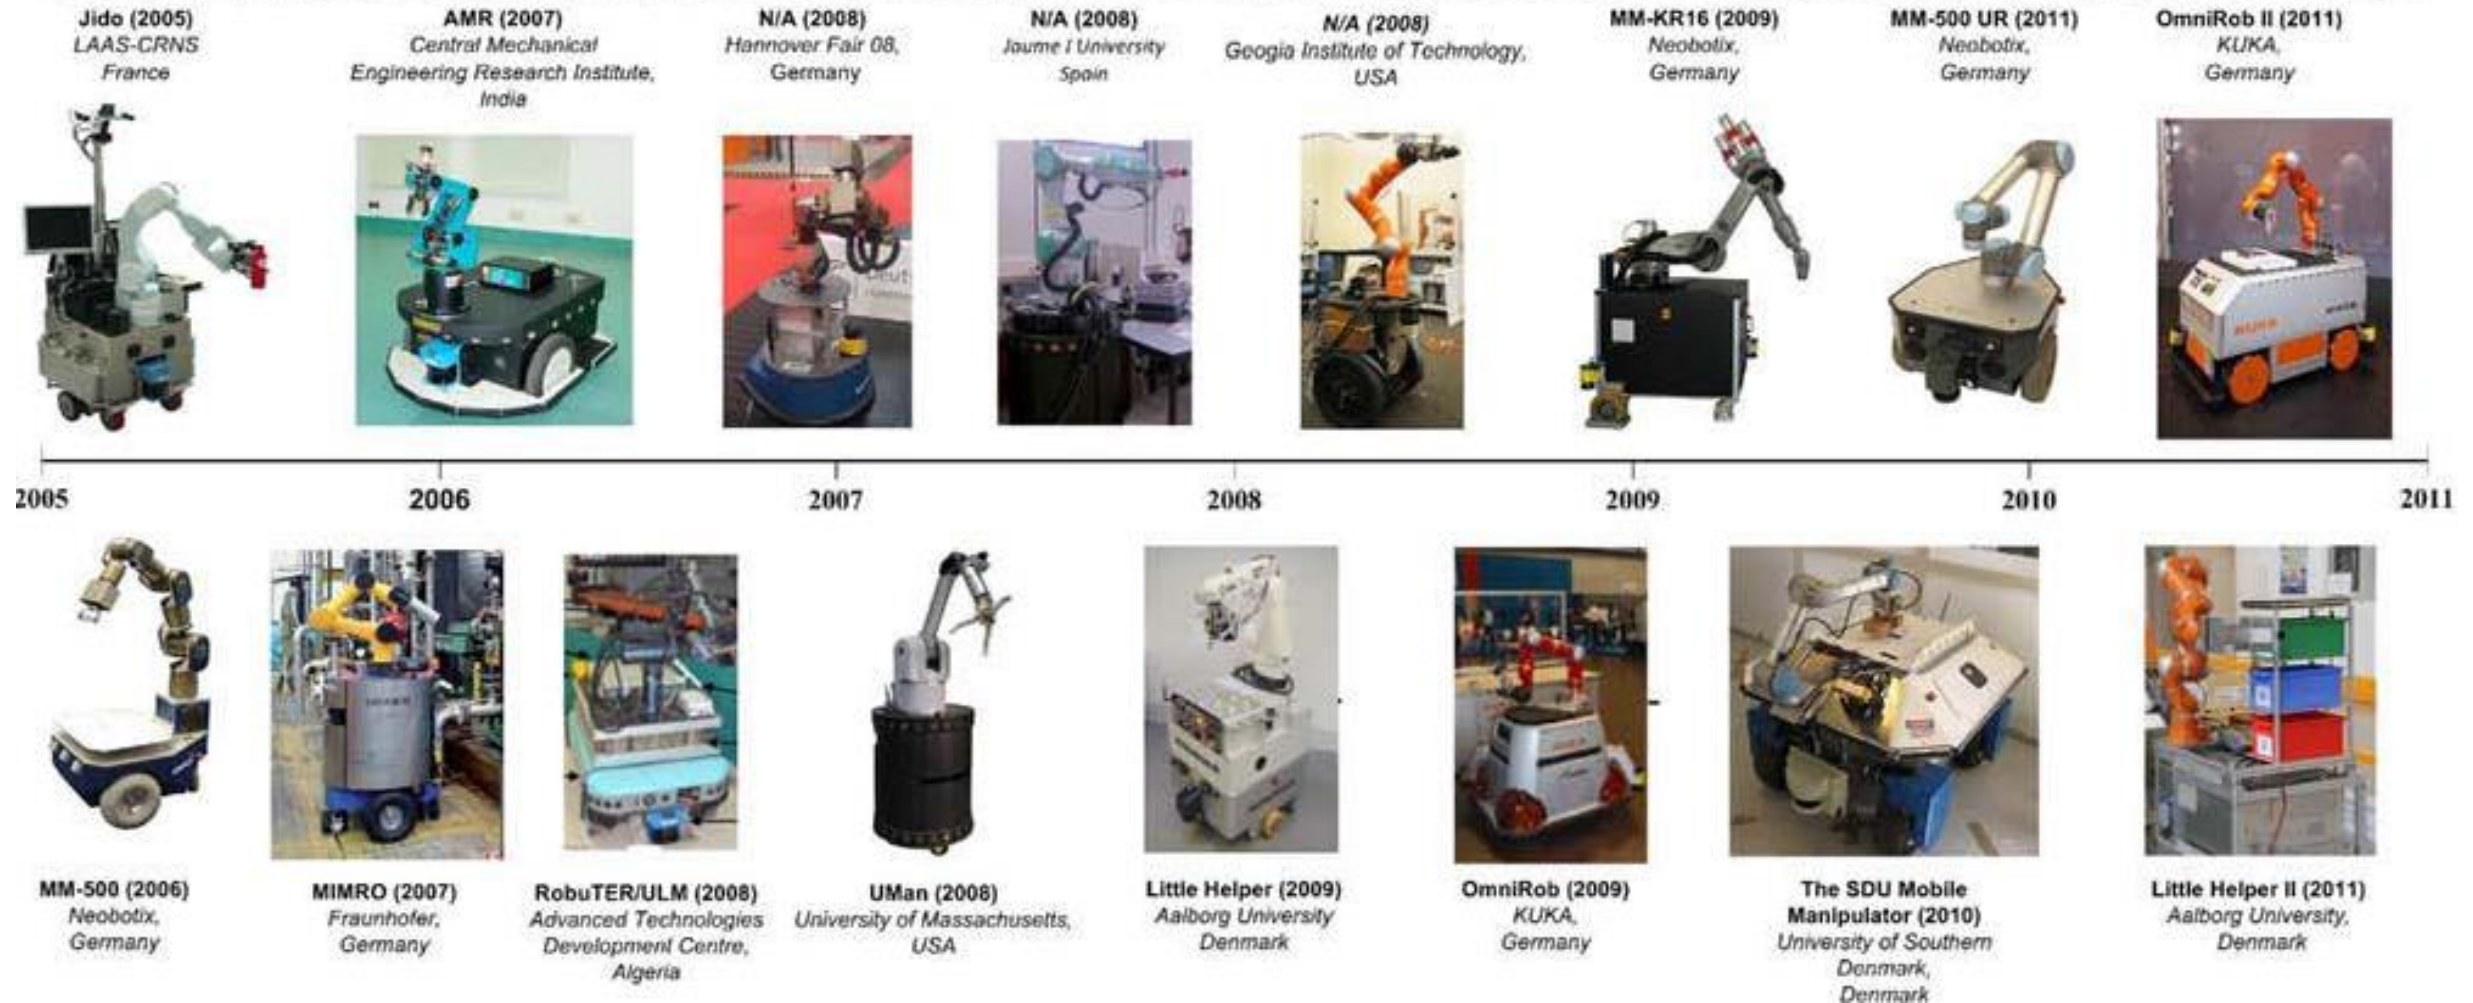 Jido (2005)
LAAS-CRNS
France
AMR (2007)
Central Mechanical
Engineering Research Institute,
India
N/A (2008)
Hannover Fair 08,
Germany
N/A (2008)
Jaume I University
Spain
N/A (2008)
Geogia Institute of Technology,
USA
MM-KR16 (2009)
Neobotix,
Germany
MM-500 UR (2011)
Neobotix,
Germany
OmniRob II (2011)
KUKA,
Germany
2005
2006
2007
2008
2009
2010
2011
MM-500 (2006)
Neobotix,
Germany
MIMRO (2007)
Fraunhofer,
Germany
RobuTER/ULM (2008)
Advanced Technologies
Development Centre,
Algeria
UMan (2008)
University of Massachusetts,
USA
Little Helper (2009)
Aalborg University
Denmark
OmniRob (2009)
KUKA,
Germany
The SDU Mobile
Manipulator (2010)
University of Southern
Denmark,
Denmark
Little Helper II (2011)
Aalborg University,
Denmark